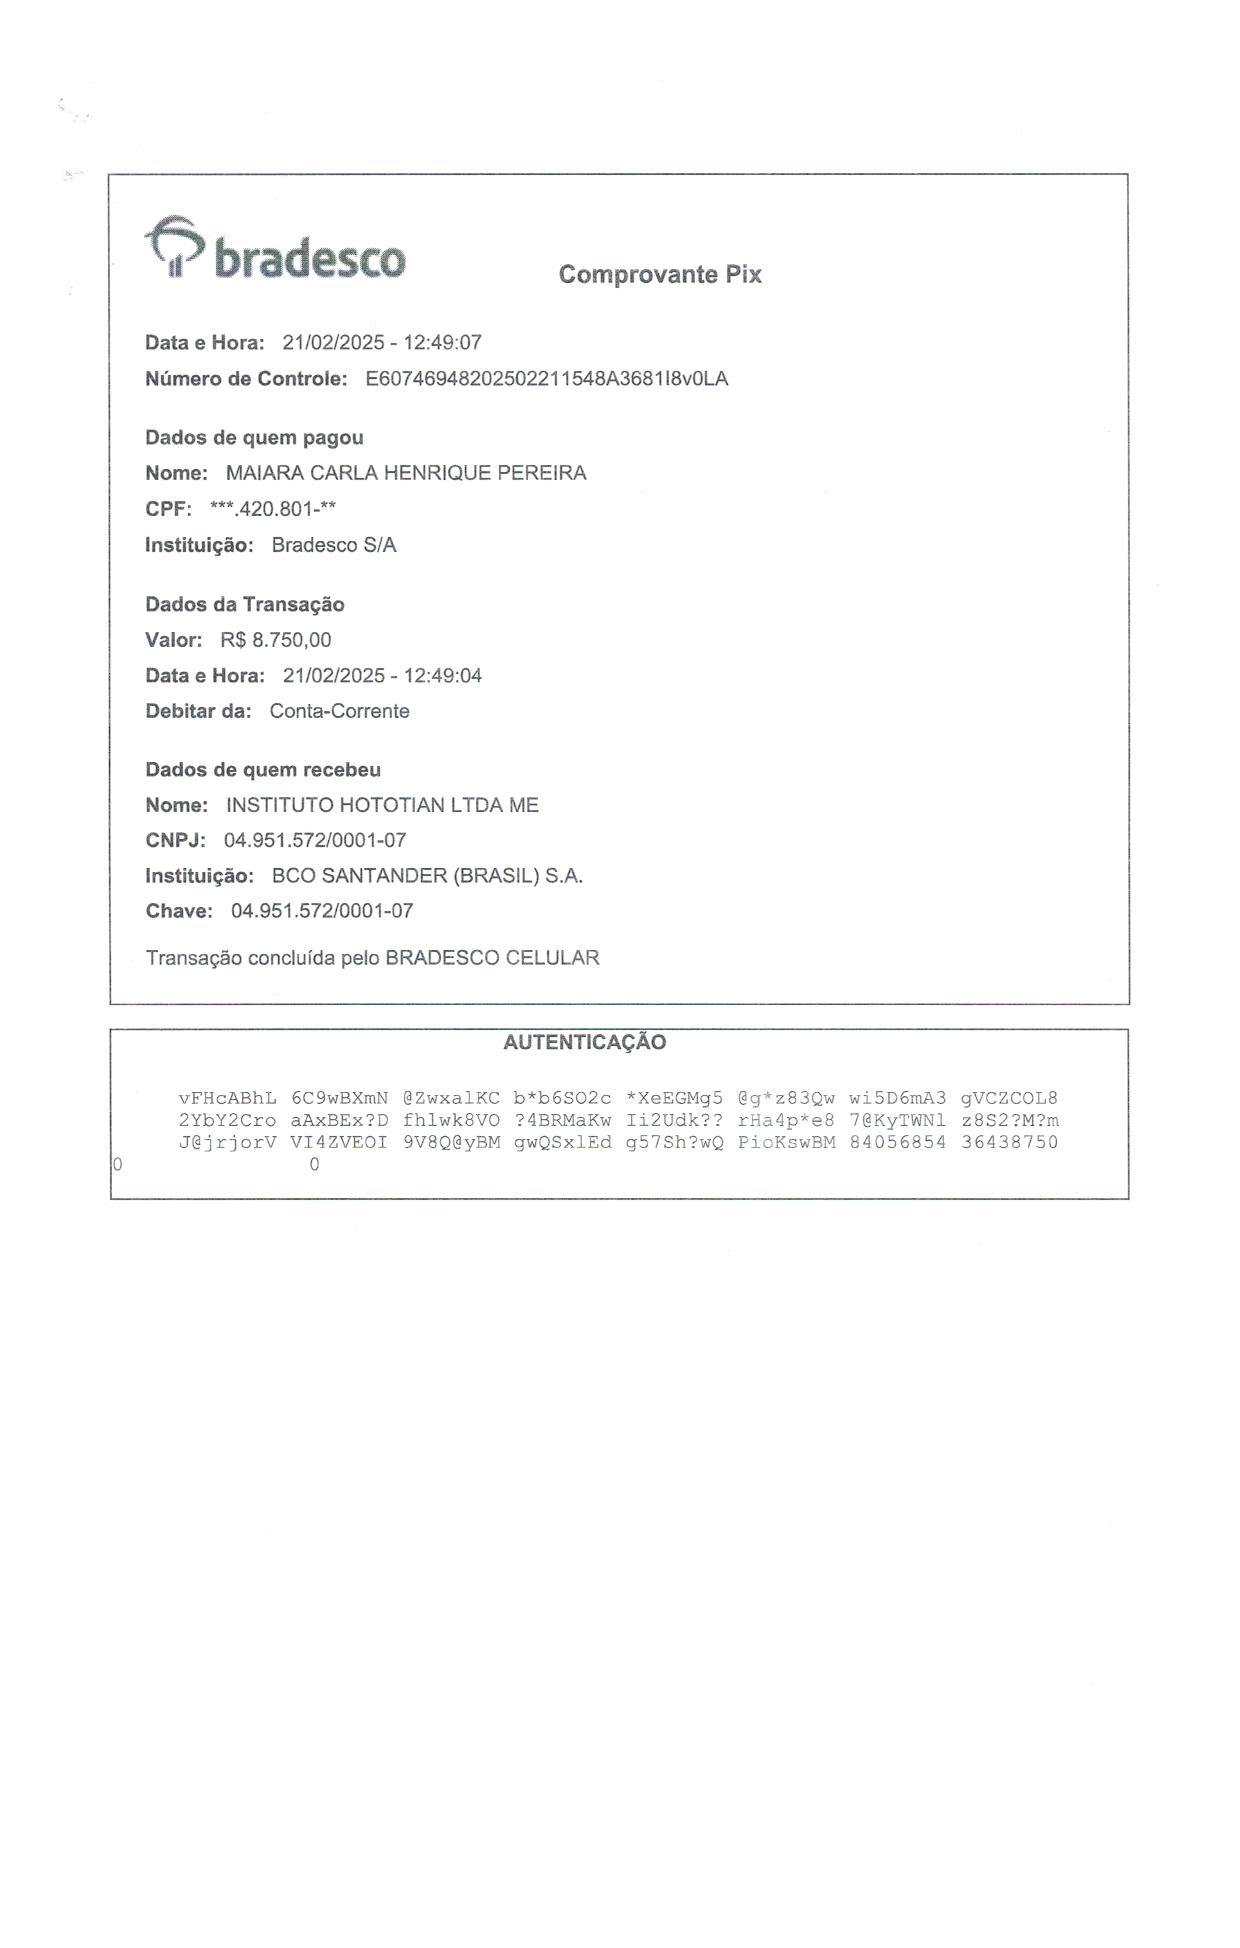 bradesco
Comprovante Pix
Data e Hora: 21/02/2025 - 12:49:07
Número de Controle: E60746948202502211548A3681I8v0LA
Dados de quem pagou
Nome: MAIARA CARLA HENRIQUE PEREIRA
CPF: ***.420.801-**
Instituição: Bradesco S/A
Dados da Transação
Valor: R$ 8.750,00
Data e Hora: 21/02/2025 - 12:49:04
Debitar da: Conta-Corrente
Dados de quem recebeu
Nome: INSTITUTO HOTOTIAN LTDA ME
CNPJ: 04.951.572/0001-07
Instituição: BCO SANTANDER (BRASIL) S.A.
Chave: 04.951.572/0001-07
Transação concluída pelo BRADESCO CELULAR
AUTENTICAÇÃO
vFHcABhL 6C9wBXmN @ZwxalKC b*b6SO2c *XeEGMg5 @g*z83Qw wi5D6mA3 gVCZCOL8
2YbY2Cro aAxBEx?D fhlwk8VO ?4BRMaKw Ii2Udk?? rHa4p*e8 7@KyTWNl z8S2?M?m
J@jrjorV VI4ZVEOI 9V8Q@yBM gwQSxlEd g57Sh?wQ PioKswBM 84056854 36438750
0 0